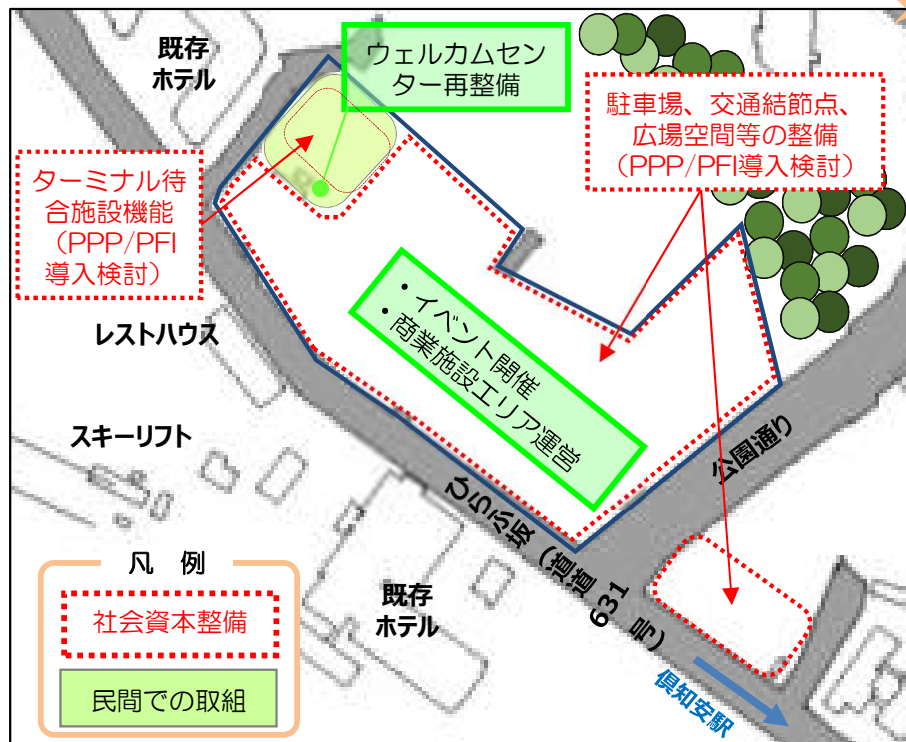 既存
ホテル
ウェルカムセン
ター再整備
駐車場、交通結節点、
広場空間等の整備
（PPP/PFI導入検討）
ターミナル待
合施設機能
（PPP/PFI
導入検討）
レストハウス
・イベント開催
・商業施設エリア運営
スキーリフト
公園通り
ひらふ坂（道道
631
号）
既存
ホテル
倶知安駅
凡　例
社会資本整備
民間での取組